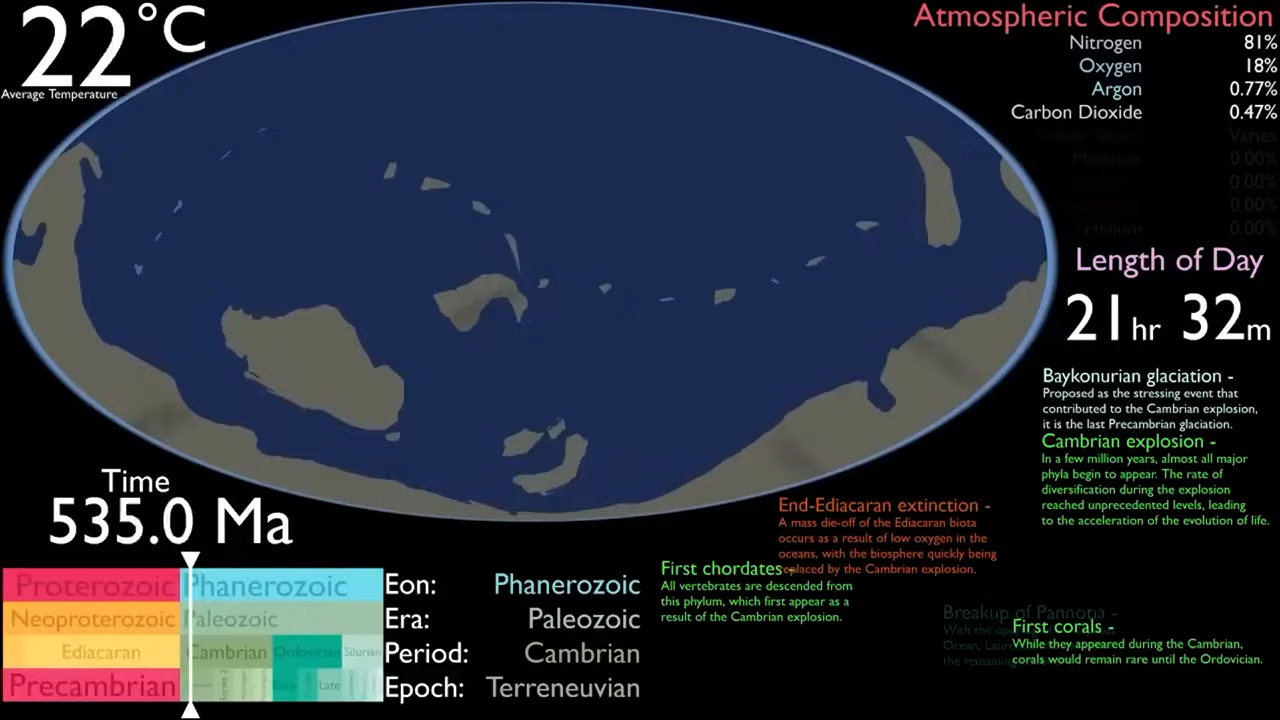 22°C
Average Temperature
Atmospheric Composition
Nitrogen 81%
Oxygen 18%
Argon 0.77%
Carbon Dioxide 0.47%
Varies
Methane 0.00%
0.00%
0.00%
Helium 0.00%
Length of Day
21hr 32m
Baykonurian glaciation -
Proposed as the stressing event that
contributed to the Cambrian explosion,
it is the last Precambrian glaciation.
Cambrian explosion -
In a few million years, almost all major
phyla begin to appear. The rate of
diversification during the explosion
reached unprecedented levels, leading
to the acceleration of the evolution of life.
Time
535.0 Ma
End-Ediacaran extinction -
A mass die-off of the Ediacaran biota
occurs as a result of low oxygen in the
oceans, with the biosphere quickly being
replaced by the Cambrian explosion.
First chordates -
All vertebrates are descended from
this phylum, which first appear as a
result of the Cambrian explosion.
Breakup of Pannotia -
With the
Ocean,
the remaining
First corals -
While they appeared during the Cambrian,
corals would remain rare until the Ordovician.
Proterozoic Phanerozoic
Neoproterozoic Paleozoic
Ediacaran Cambrian Ordovician Silurian
Precambrian Late
Eon: Phanerozoic
Era: Paleozoic
Period: Cambrian
Epoch: Terreneuvian